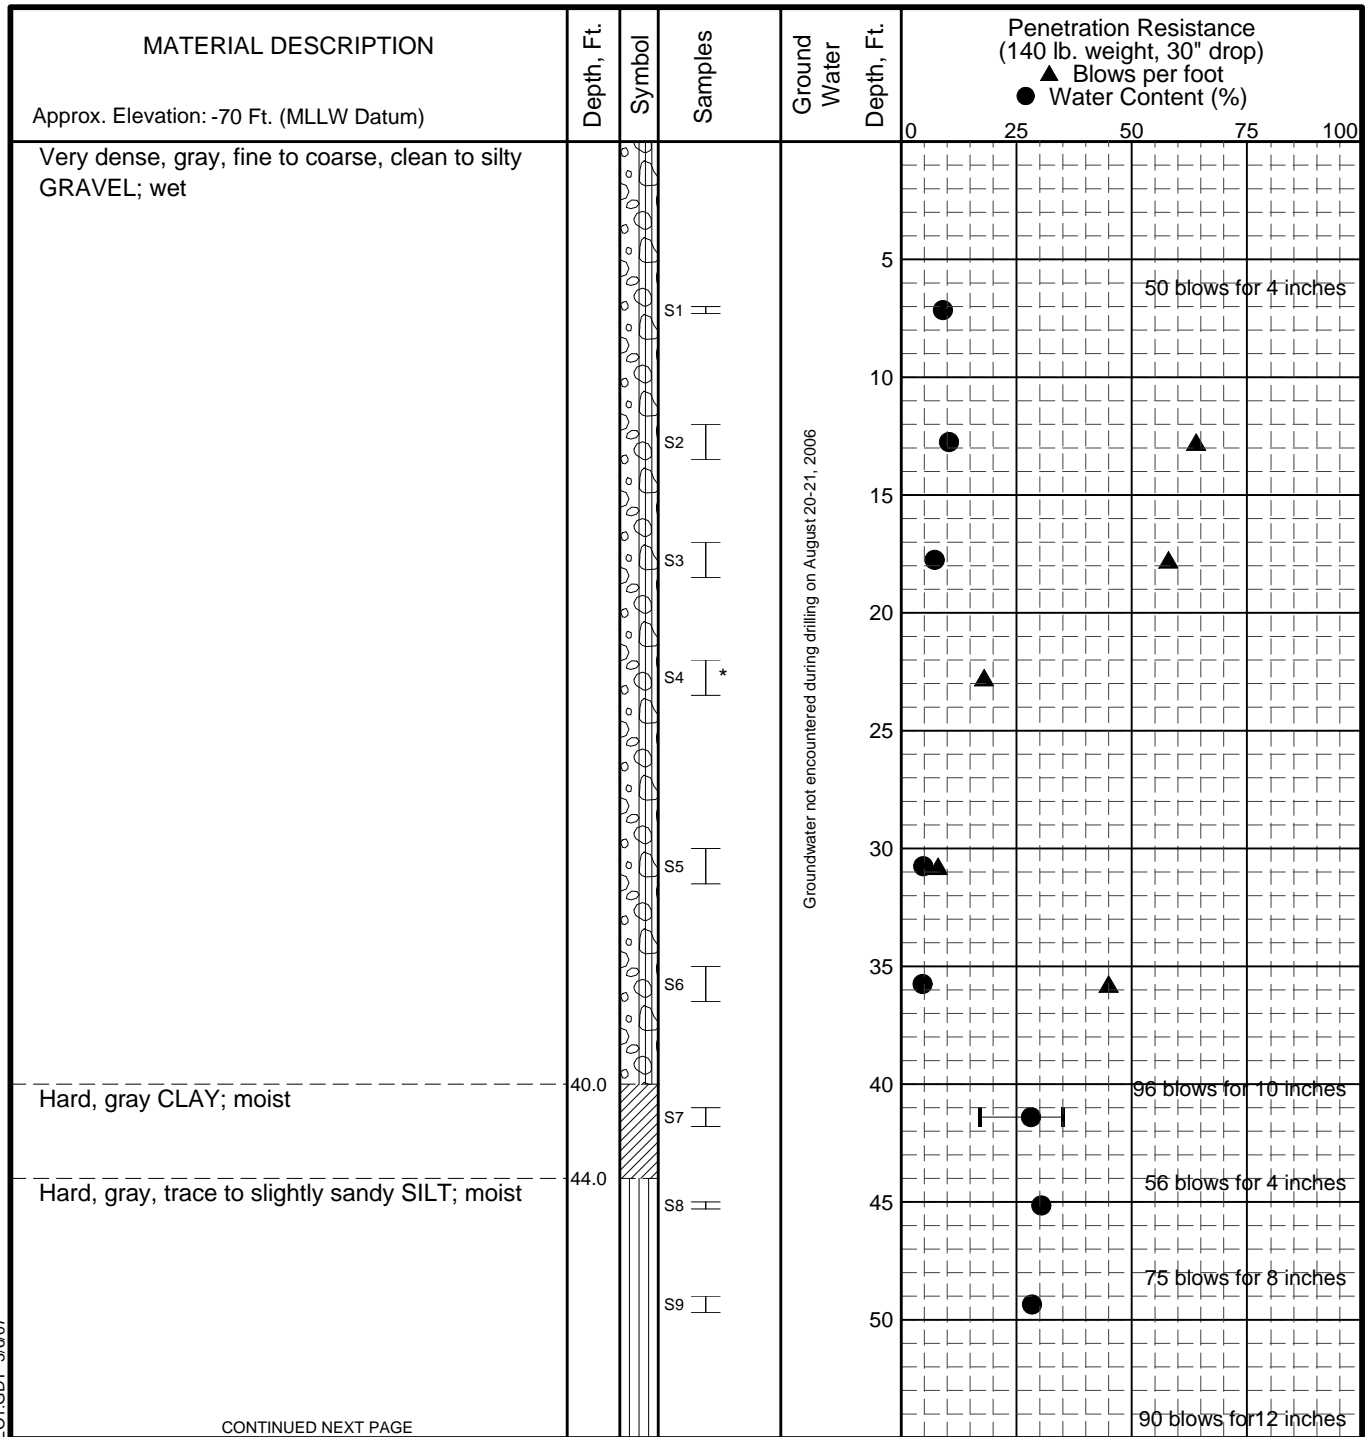 MATERIAL DESCRIPTION
Approx. Elevation: -70 Ft. (MLLW Datum)
Depth, Ft.
Symbol
Samples
Ground
Water
Depth, Ft.
Penetration Resistance
(140 lb. weight, 30" drop)
▲ Blows per foot
● Water Content (%)
0 25 50 75 100
Very dense, gray, fine to coarse, clean to silty
GRAVEL; wet
5
50 blows for 4 inches
S1
10
S2
15
S3
20
S4 *
25
30
S5
35
S6
Groundwater not encountered during drilling on August 20-21, 2006
40.0
40
96 blows for 10 inches
Hard, gray CLAY; moist
S7
44.0
56 blows for 4 inches
Hard, gray, trace to slightly sandy SILT; moist
S8
45
75 blows for 8 inches
S9
50
90 blows for12 inches
CONTINUED NEXT PAGE